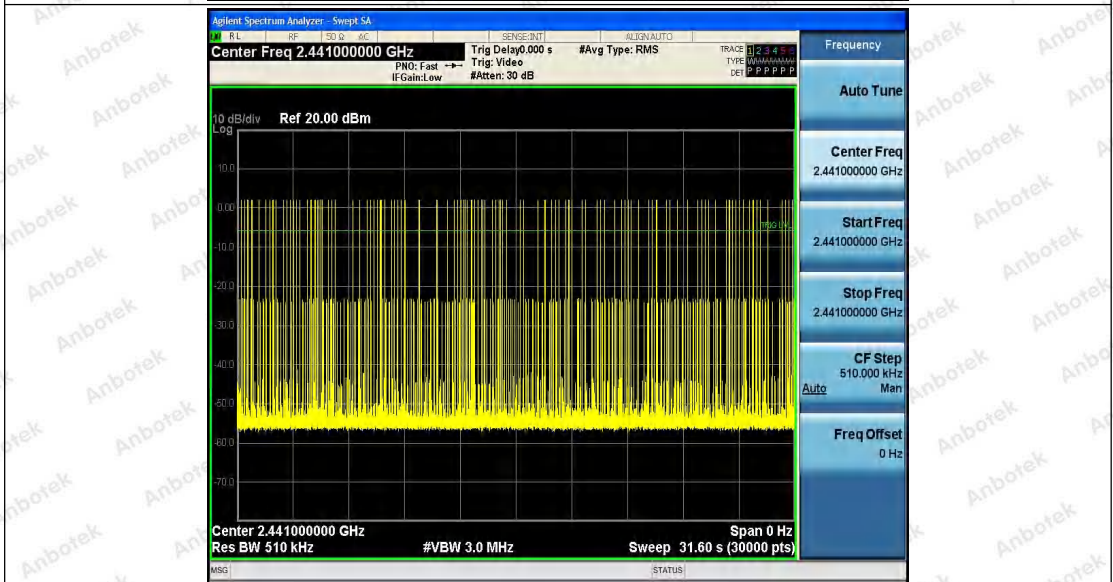 Agilent Spectrum Analyzer - Swept SA
RL RF 50 Ω AC SENSE:INT ALIGN AUTO
Center Freq 2.441000000 GHz
PNO: Fast
IFGain:Low
Trig Delay0.000 s
Trig: Video
#Atten: 30 dB
#Avg Type: RMS
TRACE 1 2 3 4 5 6
TYPE
DET P P P P P P
10 dB/div
Log
Ref 20.00 dBm
10.0
0.00
-10.0
-20.0
-30.0
-40.0
-50.0
-60.0
-70.0
Center 2.441000000 GHz
Span 0 Hz
Res BW 510 kHz
#VBW 3.0 MHz
Sweep 31.60 s (30000 pts)
MSG
STATUS
Frequency
Auto Tune
Center Freq
2.441000000 GHz
Start Freq
2.441000000 GHz
Stop Freq
2.441000000 GHz
CF Step
510.000 kHz
Auto Man
Freq Offset
0 Hz
Anbotek